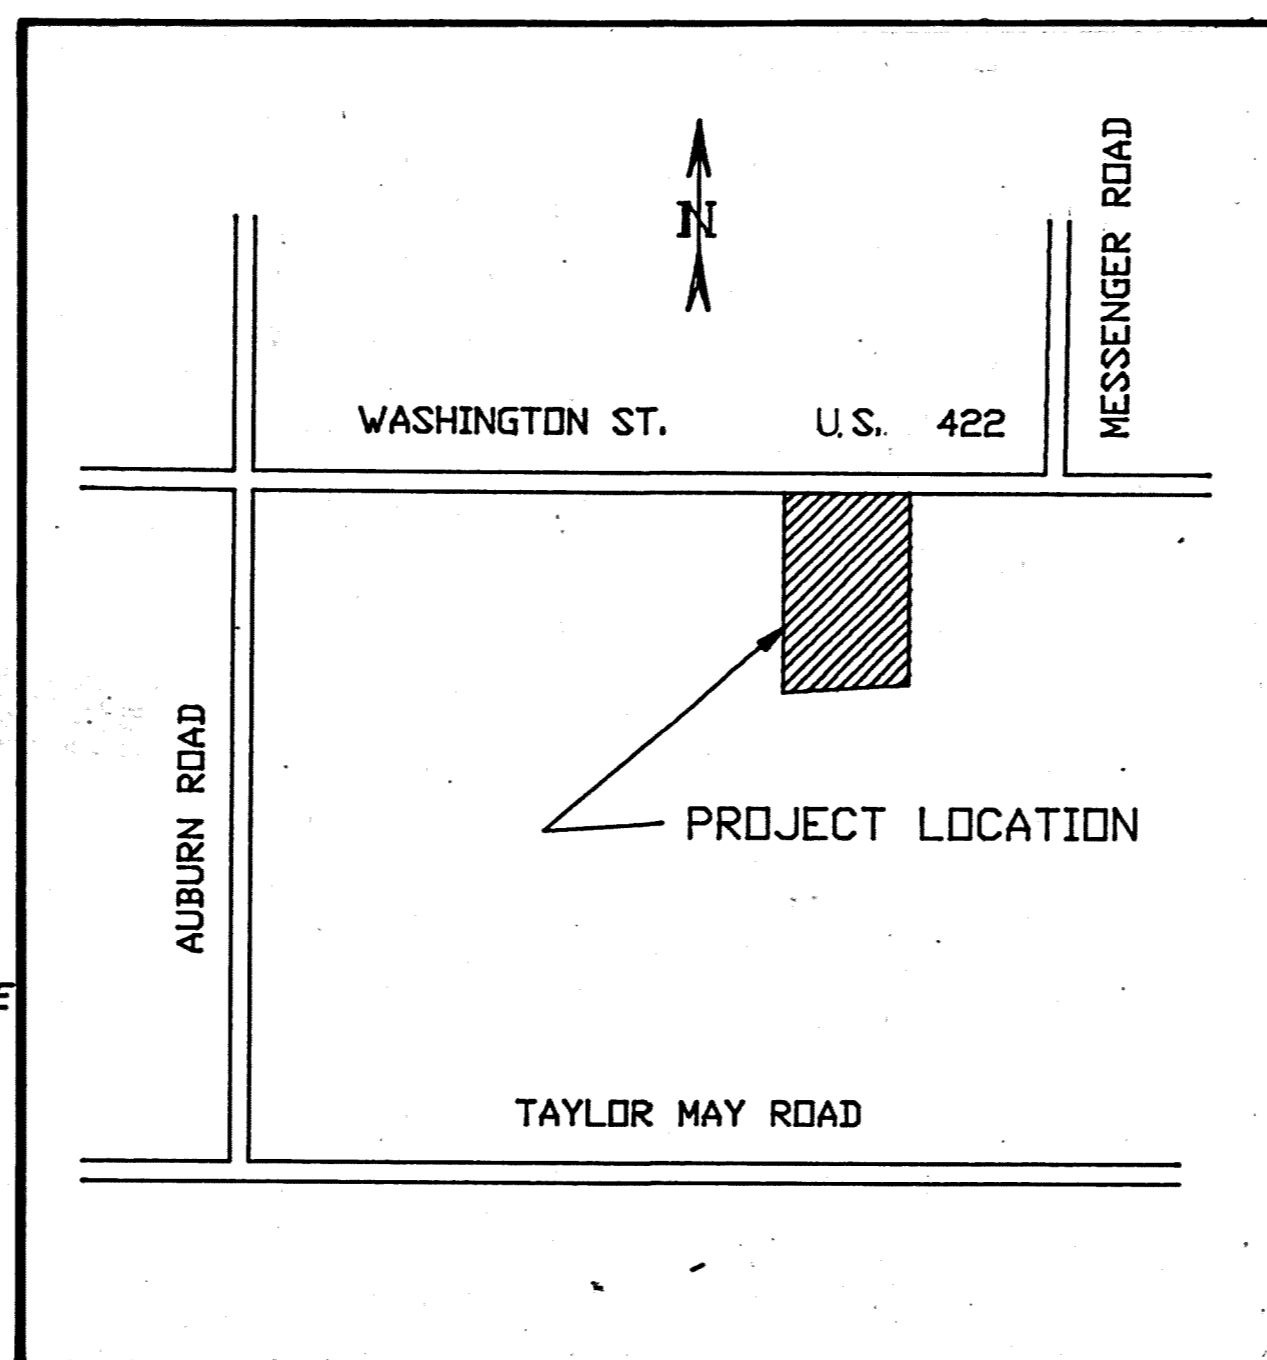 N
MESSENGER ROAD
WASHINGTON ST. U.S. 422
AUBURN ROAD
PROJECT LOCATION
TAYLOR MAY ROAD